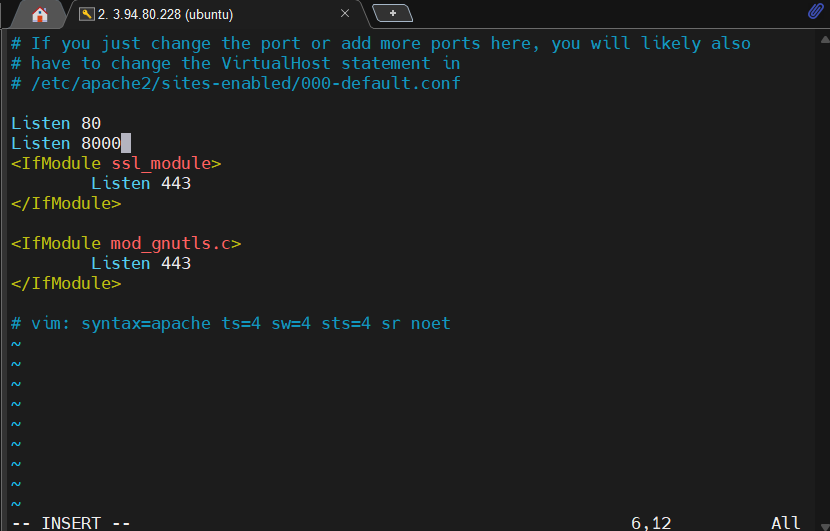 2. 3.94.80.228 (ubuntu)
# If you just change the port or add more ports here, you will likely also
# have to change the VirtualHost statement in
# /etc/apache2/sites-enabled/000-default.conf
Listen 80
Listen 8000
<IfModule ssl_module>
        Listen 443
</IfModule>
<IfModule mod_gnutls.c>
        Listen 443
</IfModule>
# vim: syntax=apache ts=4 sw=4 sts=4 sr noet
~
~
~
~
~
~
~
~
~
-- INSERT -- 6,12 All